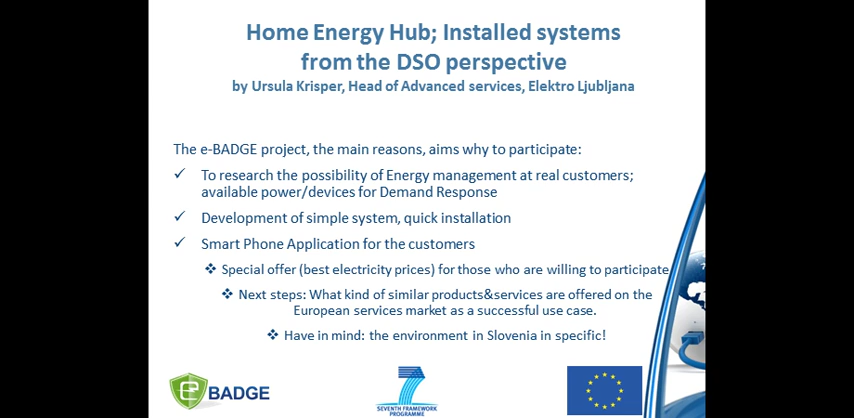 Home Energy Hub; Installed systems
from the DSO perspective
by Ursula Krisper, Head of Advanced services, Elektro Ljubljana
The e-BADGE project, the main reasons, aims why to participate:
✓ To research the possibility of Energy management at real customers;
available power/devices for Demand Response
✓ Development of simple system, quick installation
✓ Smart Phone Application for the customers
❖ Special offer (best electricity prices) for those who are willing to participate
❖ Next steps: What kind of similar products&services are offered on the
European services market as a successful use case.
❖ Have in mind: the environment in Slovenia in specific!
e BADGE
7
SEVENTH FRAMEWORK
PROGRAMME